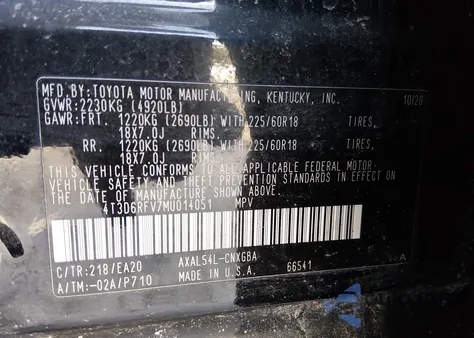 MFD.BY:TOYOTA MOTOR MANUFACTURING, KENTUCKY, INC. 10/20
GVWR:2230KG (4920LB)
GAWR:FRT. 1220KG (2690LB) WITH 225/60R18 TIRES,
18X7.0J RIMS.
RR. 1220KG (2690LB) WITH 225/60R18 TIRES,
18X7.0J RIMS.
THIS VEHICLE CONFORMS TO ALL APPLICABLE FEDERAL MOTOR
VEHICLE SAFETY AND THEFT PREVENTION STANDARDS IN EFFECT ON
THE DATE OF MANUFACTURE SHOWN ABOVE.
4T3D6RFV7MU014051 MPV
C/TR:218/EA20 AXAL54L-CNXGBA
A/TM:-02A/P710 U.S.A. 66541 A